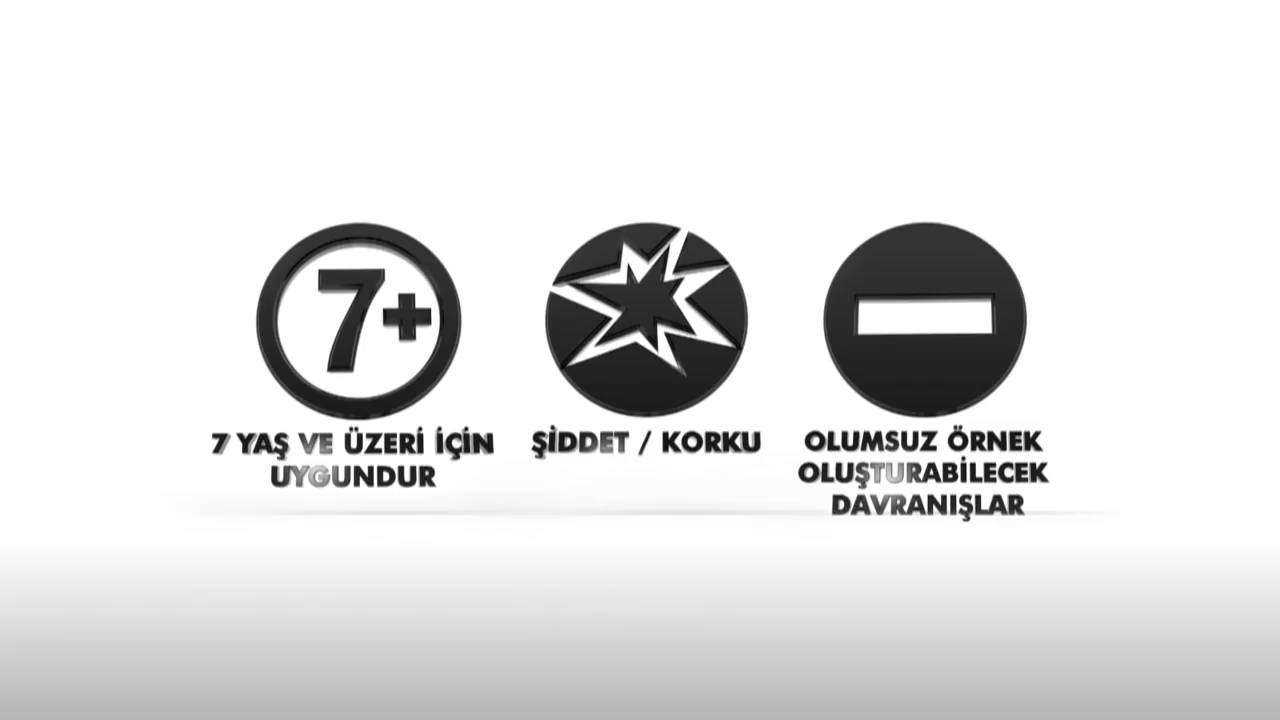 7+
7 YAŞ VE ÜZERİ İÇİN
UYGUNDUR
ŞİDDET / KORKU
OLUMSUZ ÖRNEK
OLUŞTURABİLECEK
DAVRANIŞLAR